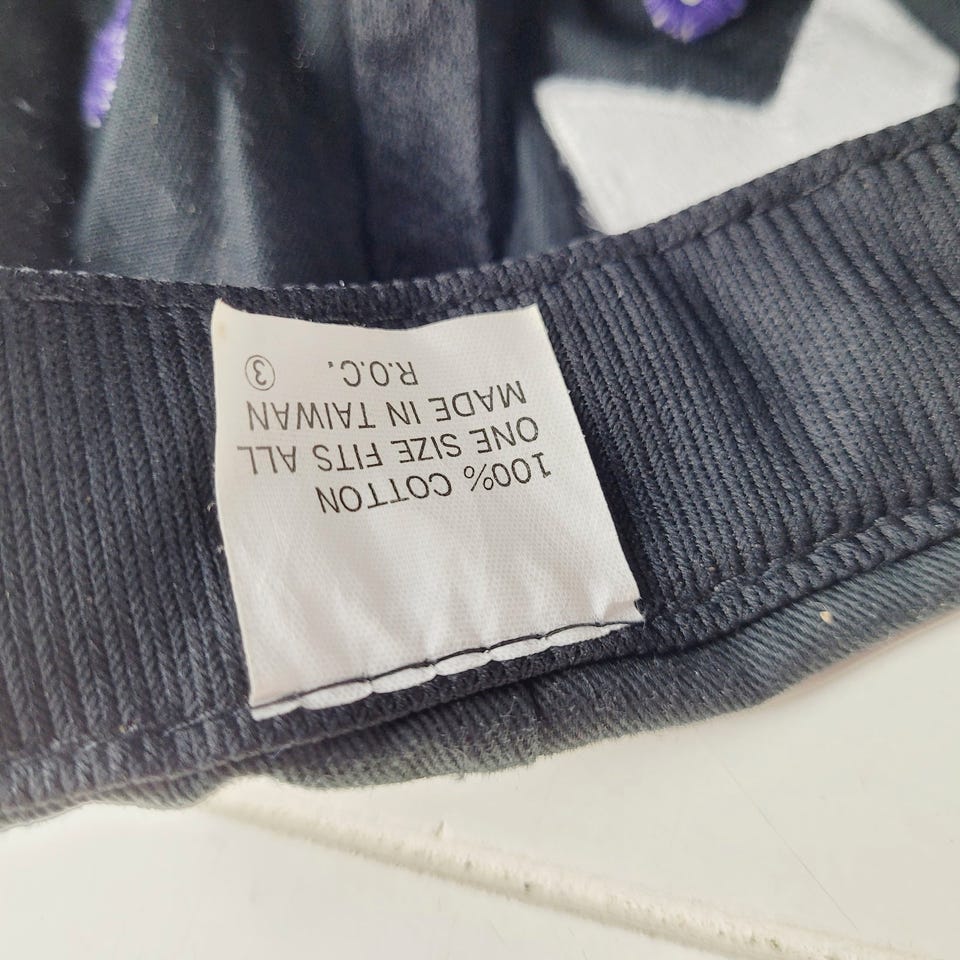 100% COTTON
ONE SIZE FITS ALL
MADE IN TAIWAN
R.O.C. ③